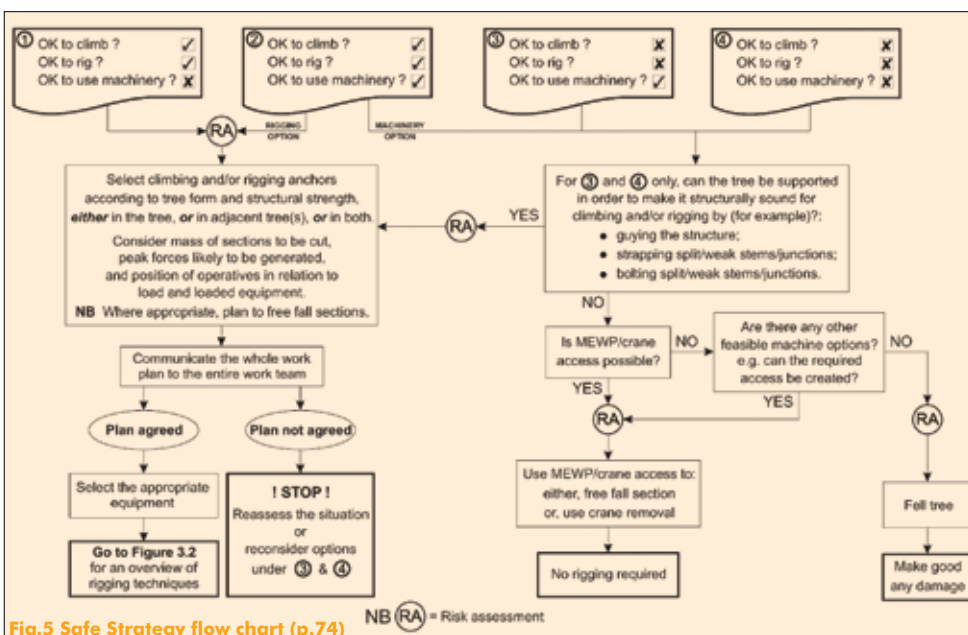 ① OK to climb ? ✓
OK to rig ? ✓
OK to use machinery ? ✗
② OK to climb ? ✓
OK to rig ? ✓
OK to use machinery ? ✓
③ OK to climb ? ✗
OK to rig ? ✗
OK to use machinery ? ✓
④ OK to climb ? ✗
OK to rig ? ✗
OK to use machinery ? ✗
RA
RIGGING
OPTION
MACHINERY
OPTION
Select climbing and/or rigging anchors
according to tree form and structural strength,
either in the tree, or in adjacent tree(s), or in both.
Consider mass of sections to be cut,
peak forces likely to be generated,
and position of operatives in relation to
load and loaded equipment.
NB Where appropriate, plan to free fall sections.
RA
YES
For ③ and ④ only, can the tree be supported
in order to make it structurally sound for
climbing and/or rigging by (for example)?:
● guying the structure;
● strapping split/weak stems/junctions;
● bolting split/weak stems/junctions.
NO
Communicate the whole work
plan to the entire work team
Is MEWP/crane
access possible?
NO
Are there any other
feasible machine options?
e.g. can the required
access be created?
NO
YES
YES
Plan agreed
Plan not agreed
RA
RA
Select the appropriate
equipment
! STOP !
Reassess the situation
or
reconsider options
under ③ & ④
Use MEWP/crane access to:
either, free fall section
or, use crane removal
Fell tree
Go to Figure 3.2
for an overview of
rigging techniques
No rigging required
Make good
any damage
NB RA = Risk assessment
Fig.5 Safe Strategy flow chart (p.74)